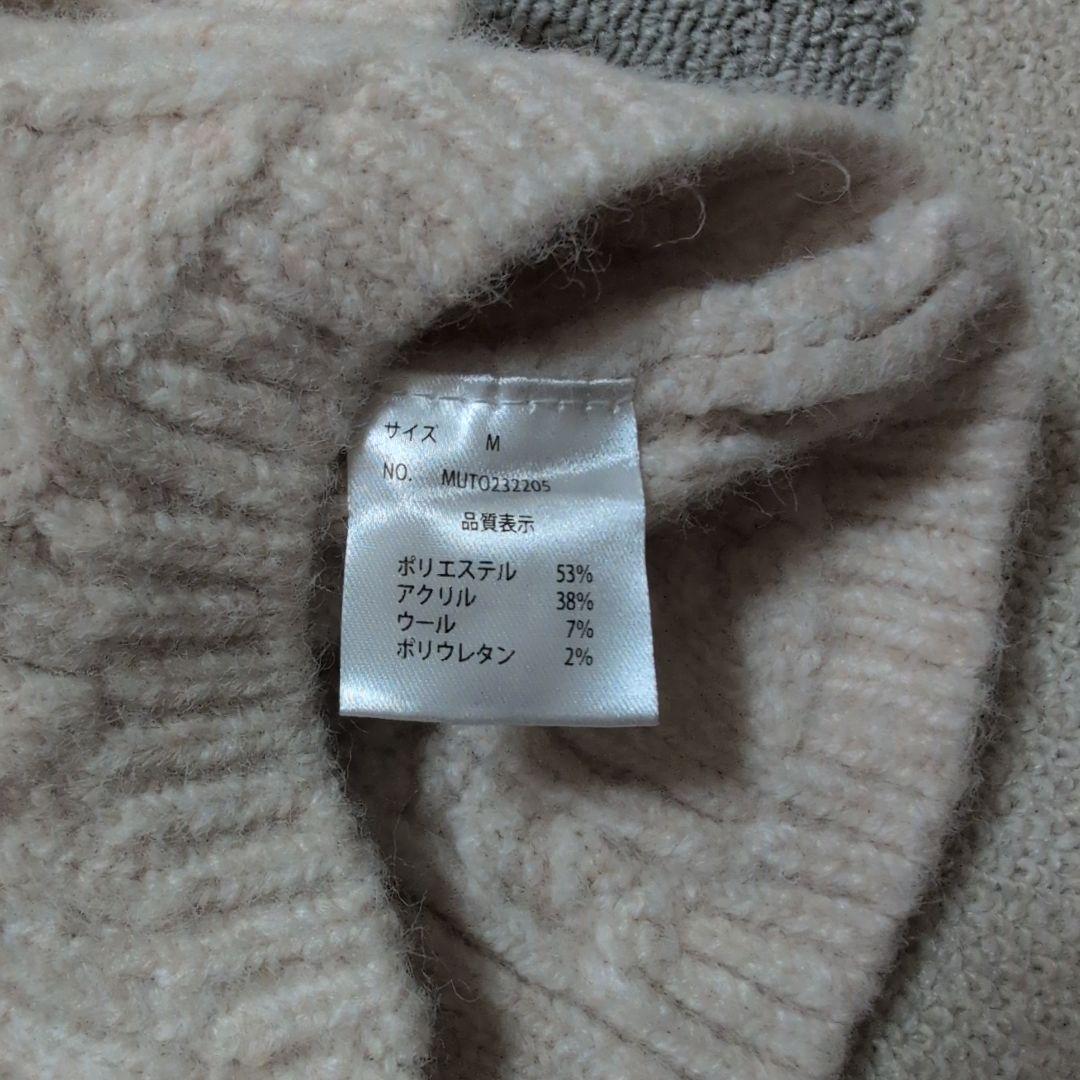 サイズ M
NO. MUTO232205
品質表示
ポリエステル 53%
アクリル 38%
ウール 7%
ポリウレタン 2%